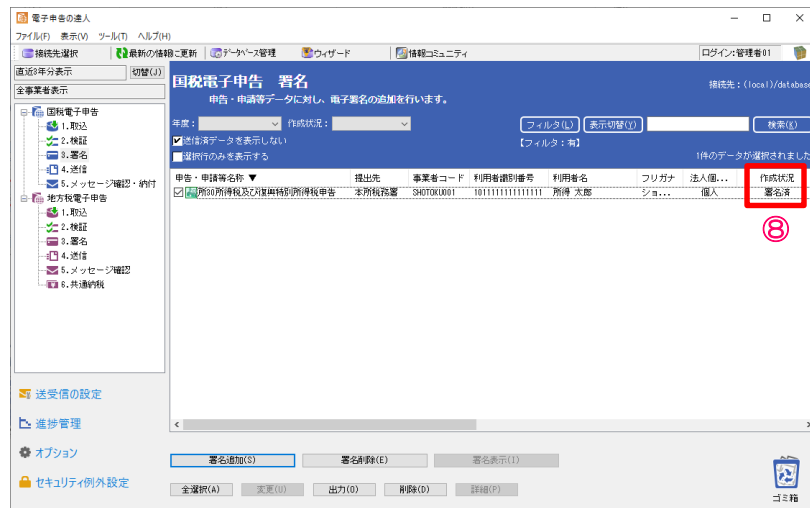 電子申告の達人
ファイル(F) 表示(V) ツール(T) ヘルプ(H)
接続先選択 最新の情報に更新 データベース管理 ウィザード 情報コミュニティ ログイン:管理者01
直近3年分表示 切替(J)
全事業者表示
国税電子申告
1.取込
2.検証
3.署名
4.送信
5.メッセージ確認・納付
地方税電子申告
1.取込
2.検証
3.署名
4.送信
5.メッセージ確認
6.共通納税
送受信の設定
進捗管理
オプション
セキュリティ例外設定
国税電子申告 署名
接続先:(local)/database
申告・申請等データに対し、電子署名の追加を行います。
年度: 作成状況: フィルタ(L) 表示切替(Y) 検索(K)
送信済データを表示しない 【フィルタ:有】
選択行のみを表示する 1件のデータが選択されました
申告・申請等名称 ▼ 提出先 事業者コード 利用者識別番号 利用者名 フリガナ 法人個... 作成状況
所30所得税及び復興特別所得税申告 本所税務署 SHOTOKU001 1011111111111111 所得 太郎 ショ... 個人 署名済
⑧
署名追加(S) 署名削除(E) 署名表示(I)
全選択(A) 変更(U) 出力(O) 削除(D) 詳細(P)
ゴミ箱